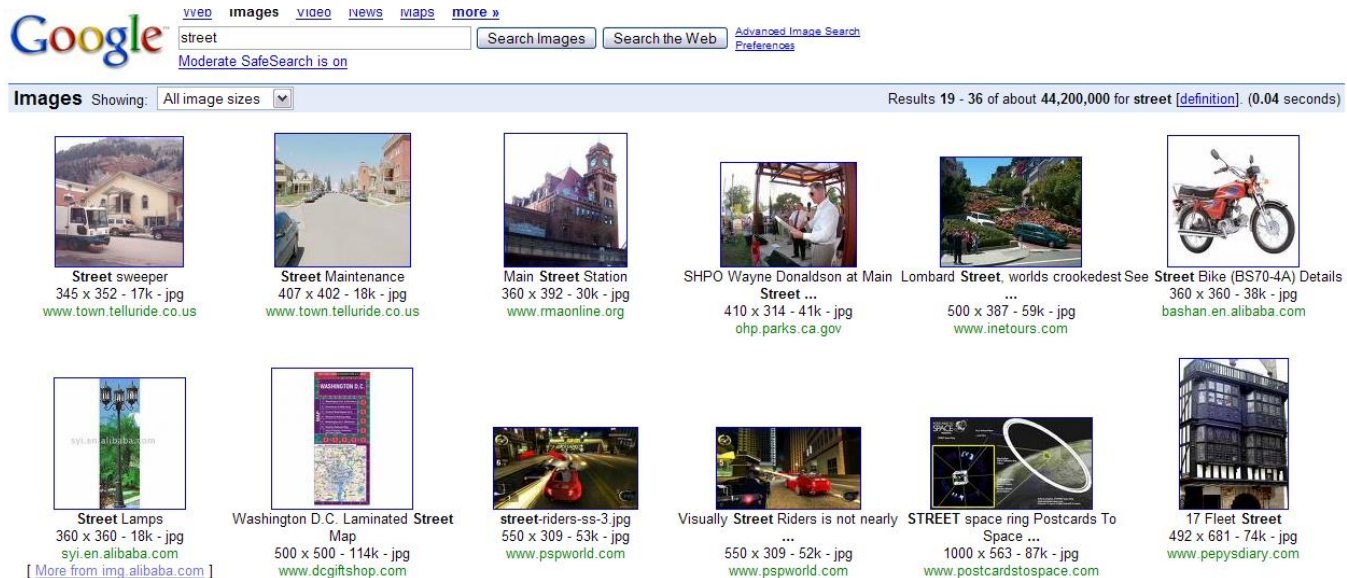 Web Images Video News Maps more »
Google
street
Search Images Search the Web
Advanced Image Search
Preferences
Moderate SafeSearch is on
Images Showing: All image sizes
Results 19 - 36 of about 44,200,000 for street [definition]. (0.04 seconds)
Street sweeper
345 x 352 - 17k - jpg
www.town.telluride.co.us
Street Maintenance
407 x 402 - 18k - jpg
www.town.telluride.co.us
Main Street Station
360 x 392 - 30k - jpg
www.rmaonline.org
SHPO Wayne Donaldson at Main
Street ...
410 x 314 - 41k - jpg
ohp.parks.ca.gov
Lombard Street, worlds crookedest
...
500 x 387 - 59k - jpg
www.inetours.com
See Street Bike (BS70-4A) Details
360 x 360 - 38k - jpg
bashan.en.alibaba.com
syi.en.alibaba.com
Street Lamps
360 x 360 - 18k - jpg
syi.en.alibaba.com
[ More from img.alibaba.com ]
WASHINGTON D.C.
MAP
Washington D.C. Laminated Street
Map
500 x 500 - 114k - jpg
www.dcgiftshop.com
street-riders-ss-3.jpg
550 x 309 - 53k - jpg
www.pspworld.com
Visually Street Riders is not nearly
...
550 x 309 - 52k - jpg
www.pspworld.com
SPACE
STREET space ring Postcards To
Space ...
1000 x 563 - 87k - jpg
www.postcardstospace.com
17 Fleet Street
492 x 681 - 74k - jpg
www.pepysdiary.com